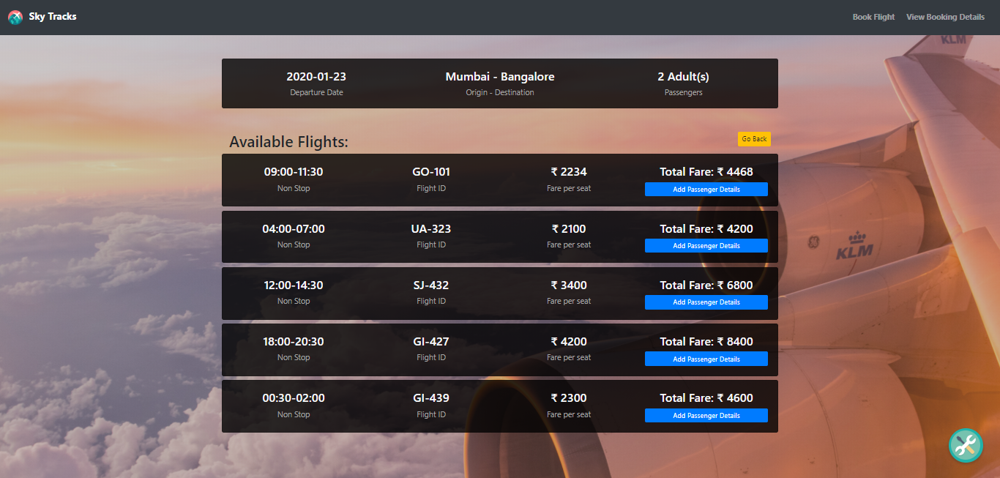 Sky Tracks
Book Flight View Booking Details
KLM
2020-01-23 Mumbai - Bangalore 2 Adult(s)
Departure Date Origin - Destination Passengers
Available Flights:
Go Back
09:00-11:30 GO-101 ₹ 2234 Total Fare: ₹ 4468
Non Stop Flight ID Fare per seat Add Passenger Details
04:00-07:00 UA-323 ₹ 2100 Total Fare: ₹ 4200
Non Stop Flight ID Fare per seat Add Passenger Details
KLM
12:00-14:30 SJ-432 ₹ 3400 Total Fare: ₹ 6800
Non Stop Flight ID Fare per seat Add Passenger Details
18:00-20:30 GI-427 ₹ 4200 Total Fare: ₹ 8400
Non Stop Flight ID Fare per seat Add Passenger Details
00:30-02:00 GI-439 ₹ 2300 Total Fare: ₹ 4600
Non Stop Flight ID Fare per seat Add Passenger Details